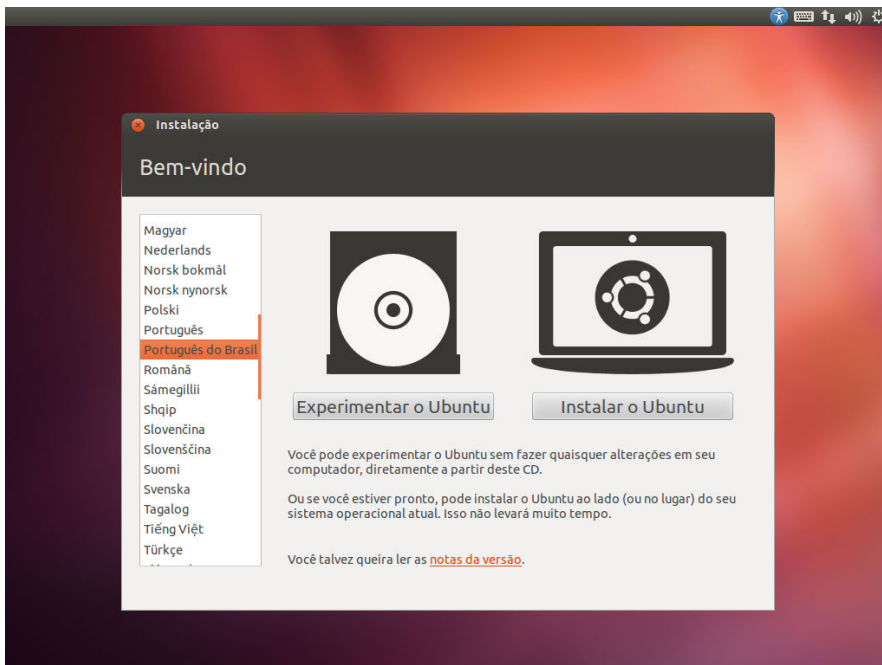 Instalação
Bem-vindo
Magyar
Nederlands
Norsk bokmål
Norsk nynorsk
Polski
Português
Português do Brasil
Română
Sámegillii
Shqip
Slovenčina
Slovenščina
Suomi
Svenska
Tagalog
Tiếng Việt
Türkçe
Experimentar o Ubuntu
Instalar o Ubuntu
Você pode experimentar o Ubuntu sem fazer quaisquer alterações em seu
computador, diretamente a partir deste CD.
Ou se você estiver pronto, pode instalar o Ubuntu ao lado (ou no lugar) do seu
sistema operacional atual. Isso não levará muito tempo.
Você talvez queira ler as notas da versão.